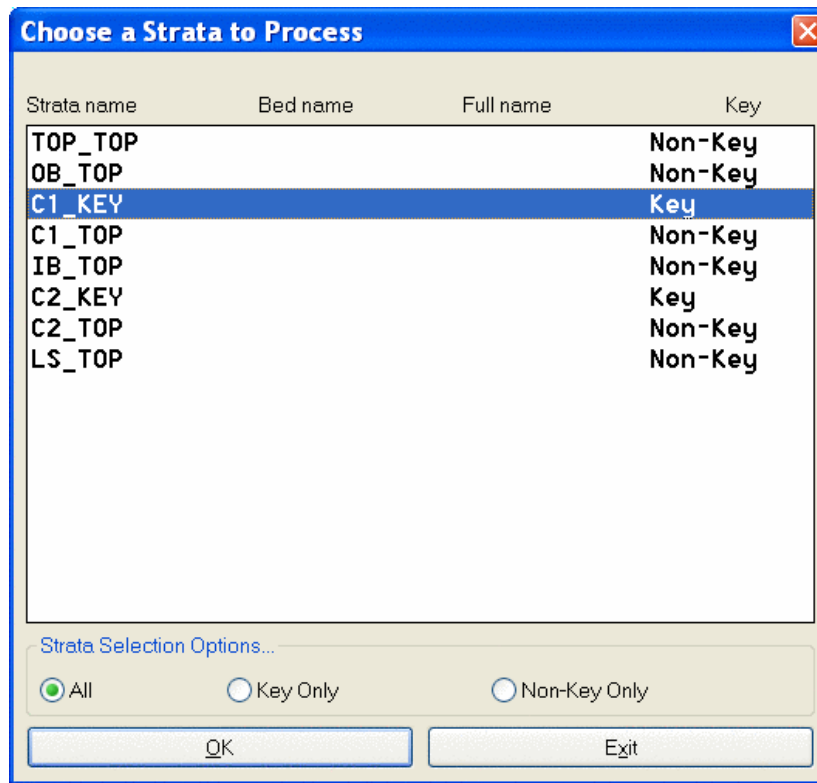 Choose a Strata to Process
Strata name Bed name Full name Key
TOP_TOP Non-Key
OB_TOP Non-Key
C1_KEY Key
C1_TOP Non-Key
IB_TOP Non-Key
C2_KEY Key
C2_TOP Non-Key
LS_TOP Non-Key
Strata Selection Options...
All Key Only Non-Key Only
OK Exit